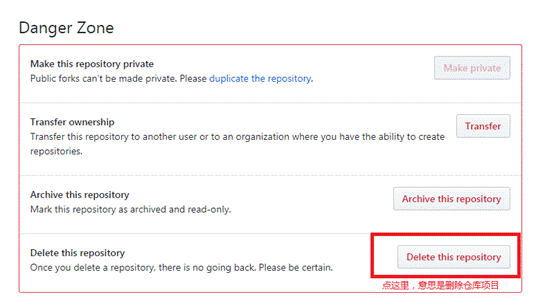 Danger Zone
Make this repository private
Public forks can't be made private. Please duplicate the repository.
Make private
Transfer ownership
Transfer this repository to another user or to an organization where you have the ability to create
repositories.
Transfer
Archive this repository
Mark this repository as archived and read-only.
Archive this repository
Delete this repository
Once you delete a repository, there is no going back. Please be certain.
Delete this repository
点这里，意思是删除仓库项目